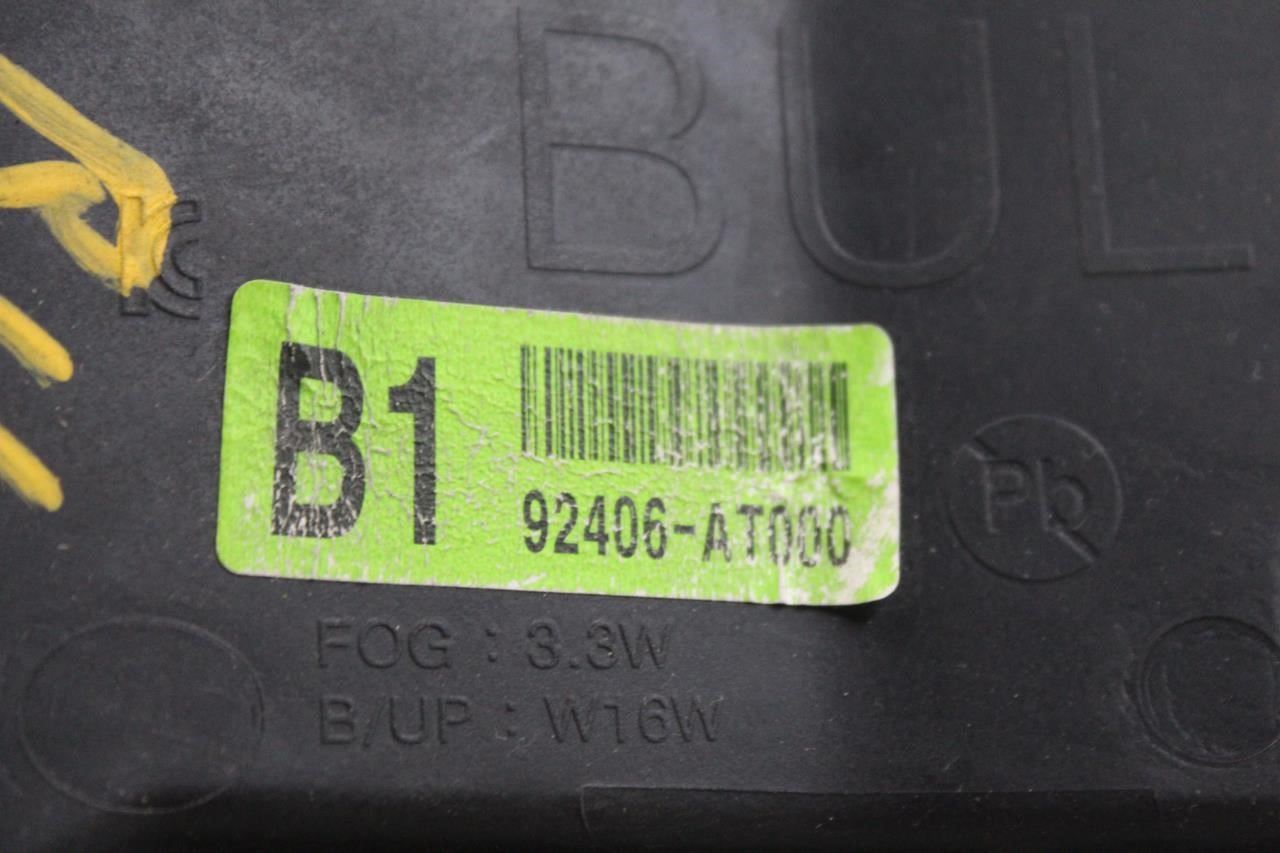 BUL
B1
92406-AT000
Pb
FOG : 3.3W
B/UP : W16W